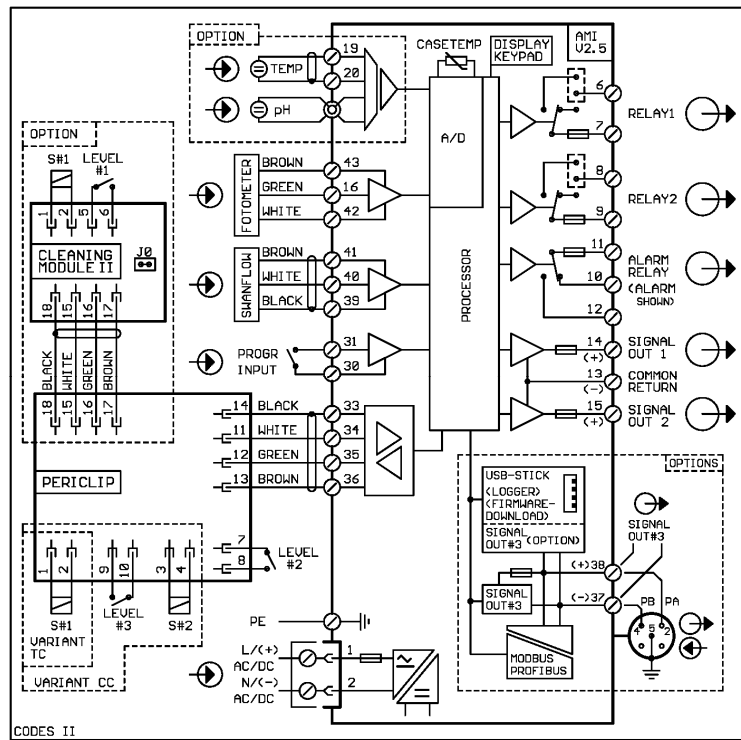 OPTION
19
TEMP
20
pH
CASETEMP
DISPLAY
KEYPAD
AMI
V2.5
A/D
PROCESSOR
6
RELAY1
7
8
RELAY2
9
11
ALARM
RELAY
10
(ALARM
SHOWN)
12
14
SIGNAL
OUT 1
(+)
13
COMMON
RETURN
(-)
15
SIGNAL
OUT 2
(+)
FOTOMETER
BROWN 43
GREEN 16
WHITE 42
SWANFLOW
BROWN 41
WHITE 40
BLACK 39
PROGR
INPUT
31
30
OPTION
S#1
LEVEL
#1
1 2 5 6
CLEANING
MODULE II
J0
18 15 16 17
BLACK
WHITE
GREEN
BROWN
18 15 16 17
14 BLACK 33
11 WHITE 34
12 GREEN 35
13 BROWN 36
PERICLIP
7
8
LEVEL
#2
1 2 9 10 3 4
S#1
LEVEL
#3
S#2
VARIANT
TC
VARIANT CC
PE
L/(+)
AC/DC
1
N/(-)
AC/DC
2
OPTIONS
USB-STICK
(LOGGER)
(FIRMWARE-
DOWNLOAD)
SIGNAL
OUT#3 (OPTION)
SIGNAL
OUT#3
(+)38
SIGNAL
OUT#3
(-)37
PB PA
4 5 2
MODBUS
PROFIBUS
CODES II